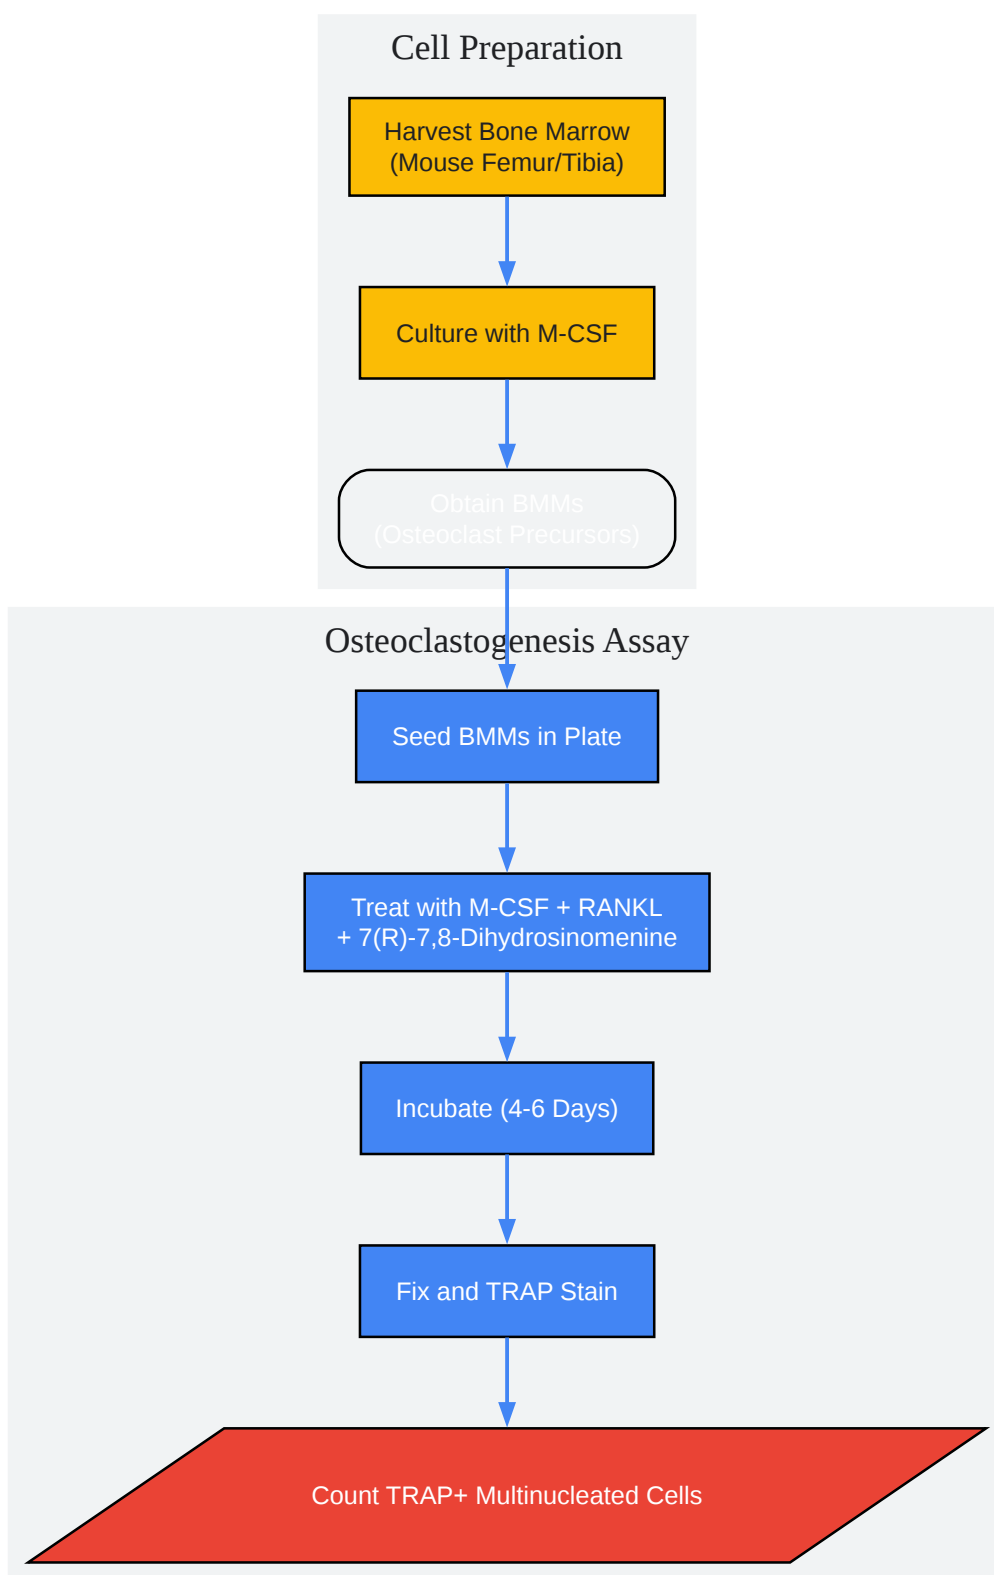 Cell Preparation
Harvest Bone Marrow
(Mouse Femur/Tibia)
Culture with M-CSF
Obtain BMMs
(Osteoclast Precursors)
Osteoclastogenesis Assay
Seed BMMs in Plate
Treat with M-CSF + RANKL
+ 7(R)-7,8-Dihydrosinomenine
Incubate (4-6 Days)
Fix and TRAP Stain
Count TRAP+ Multinucleated Cells